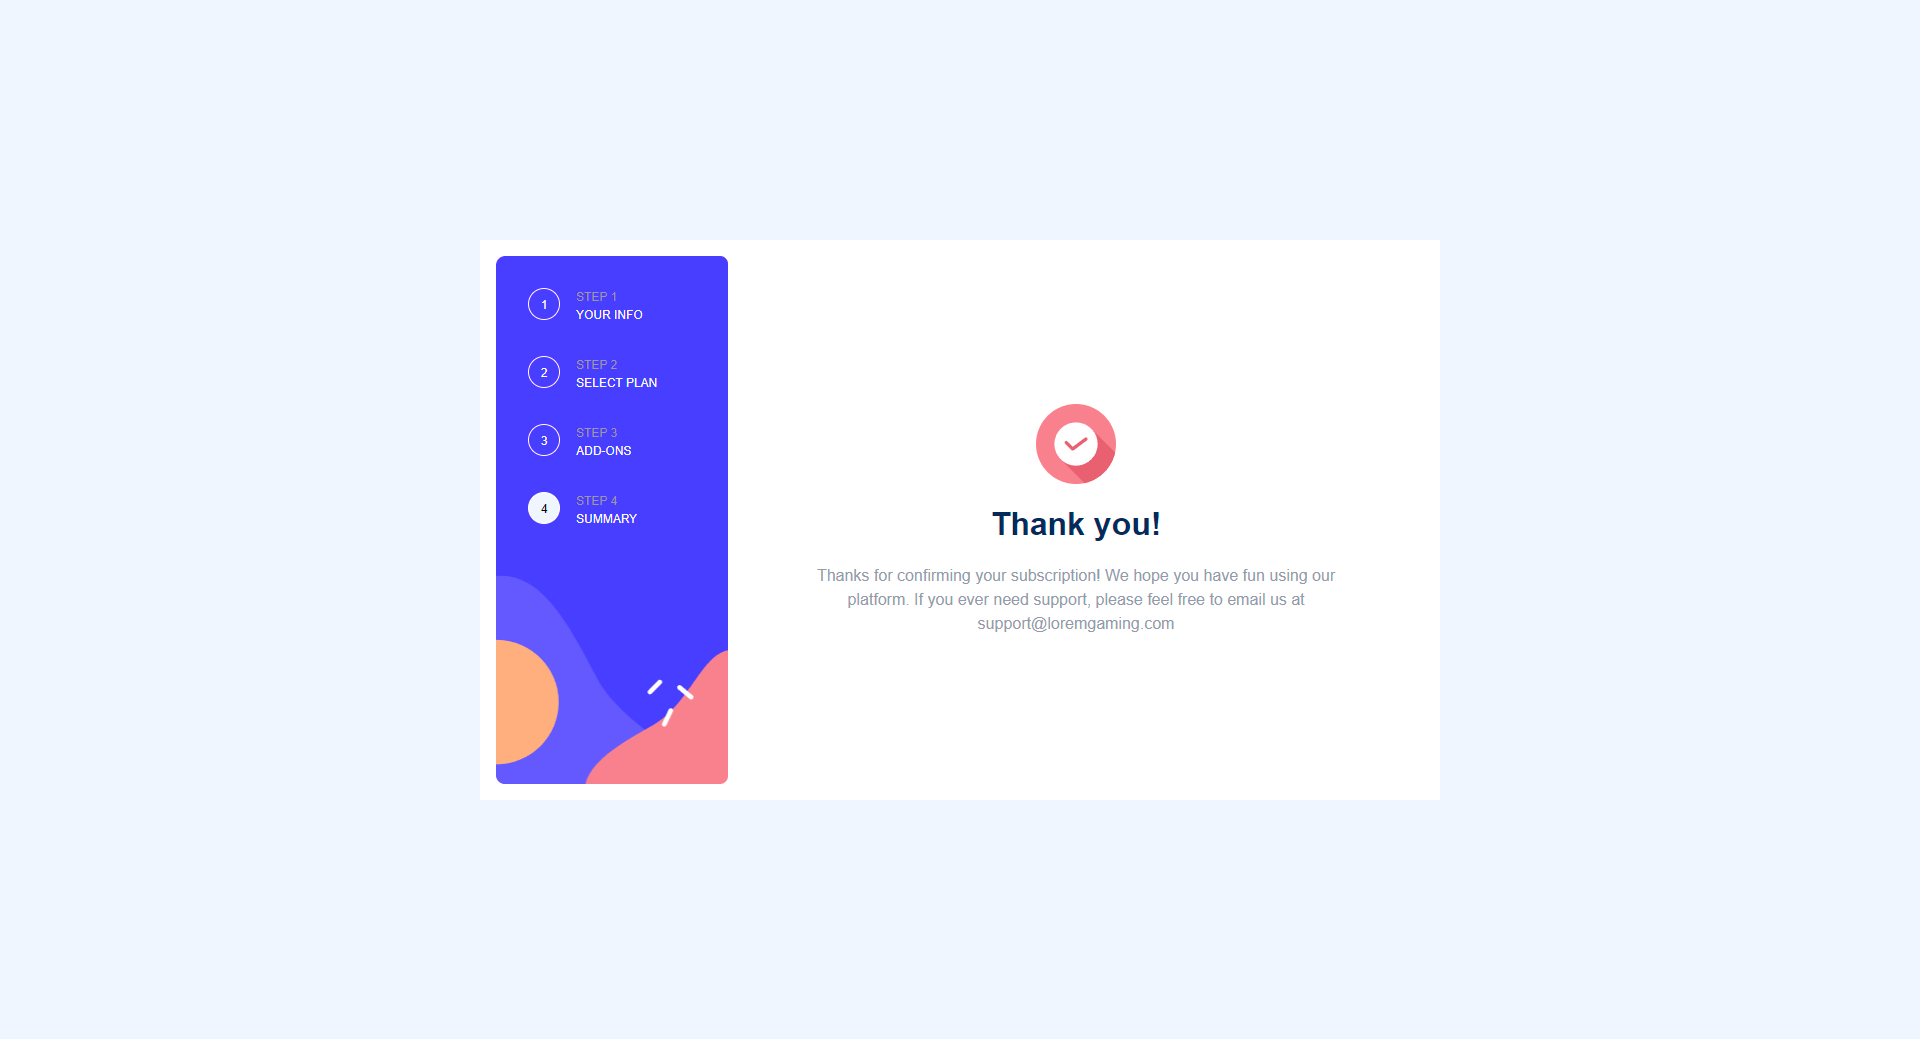 1
STEP 1
YOUR INFO
2
STEP 2
SELECT PLAN
3
STEP 3
ADD-ONS
4
STEP 4
SUMMARY
Thank you!
Thanks for confirming your subscription! We hope you have fun using our
platform. If you ever need support, please feel free to email us at
support@loremgaming.com